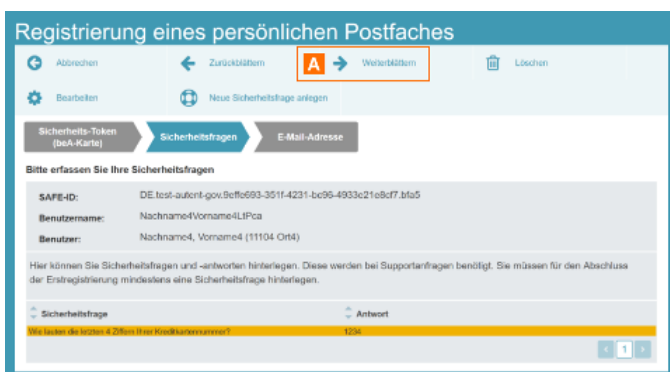 Registrierung eines persönlichen Postfaches
Abbrechen
Zurückblättern
A
Weiterblättern
Löschen
Bearbeiten
Neue Sicherheitsfrage anlegen
Sicherheits-Token
(beA-Karte)
Sicherheitsfragen
E-Mail-Adresse
Bitte erfassen Sie Ihre Sicherheitsfragen
SAFE-ID: DE.test-autent-gov.9effe693-351f-4231-bc96-4933c21e8cf7.bfa5
Benutzername: Nachname4Vorname4LtPca
Benutzer: Nachname4, Vorname4 (11104 Ort4)
Hier können Sie Sicherheitsfragen und -antworten hinterlegen. Diese werden bei Supportanfragen benötigt. Sie müssen für den Abschluss
der Erstregistrierung mindestens eine Sicherheitsfrage hinterlegen.
Sicherheitsfrage Antwort
Wie lauten die letzten 4 Ziffern Ihrer Kreditkartennummer? 1234
1